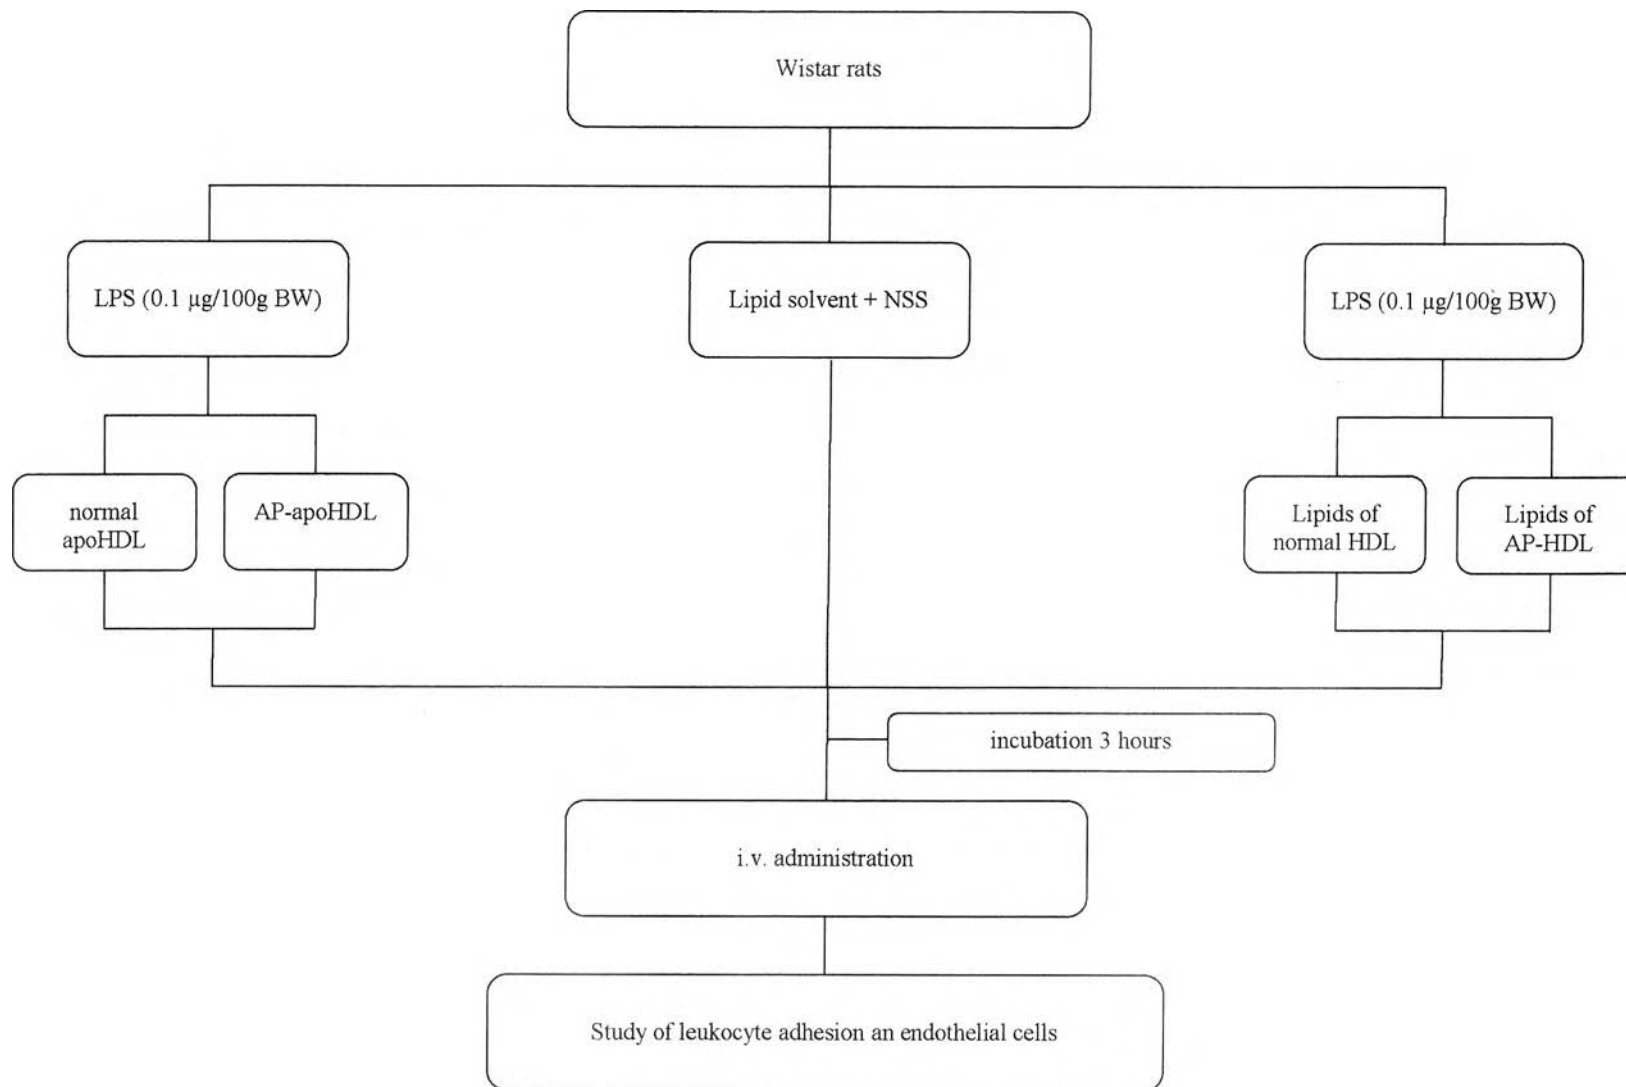 Wistar rats
LPS (0.1 µg/100g BW)
Lipid solvent + NSS
LPS (0.1 µg/100g BW)
normal
apoHDL
AP-apoHDL
Lipids of
normal HDL
Lipids of
AP-HDL
incubation 3 hours
i.v. administration
Study of leukocyte adhesion an endothelial cells